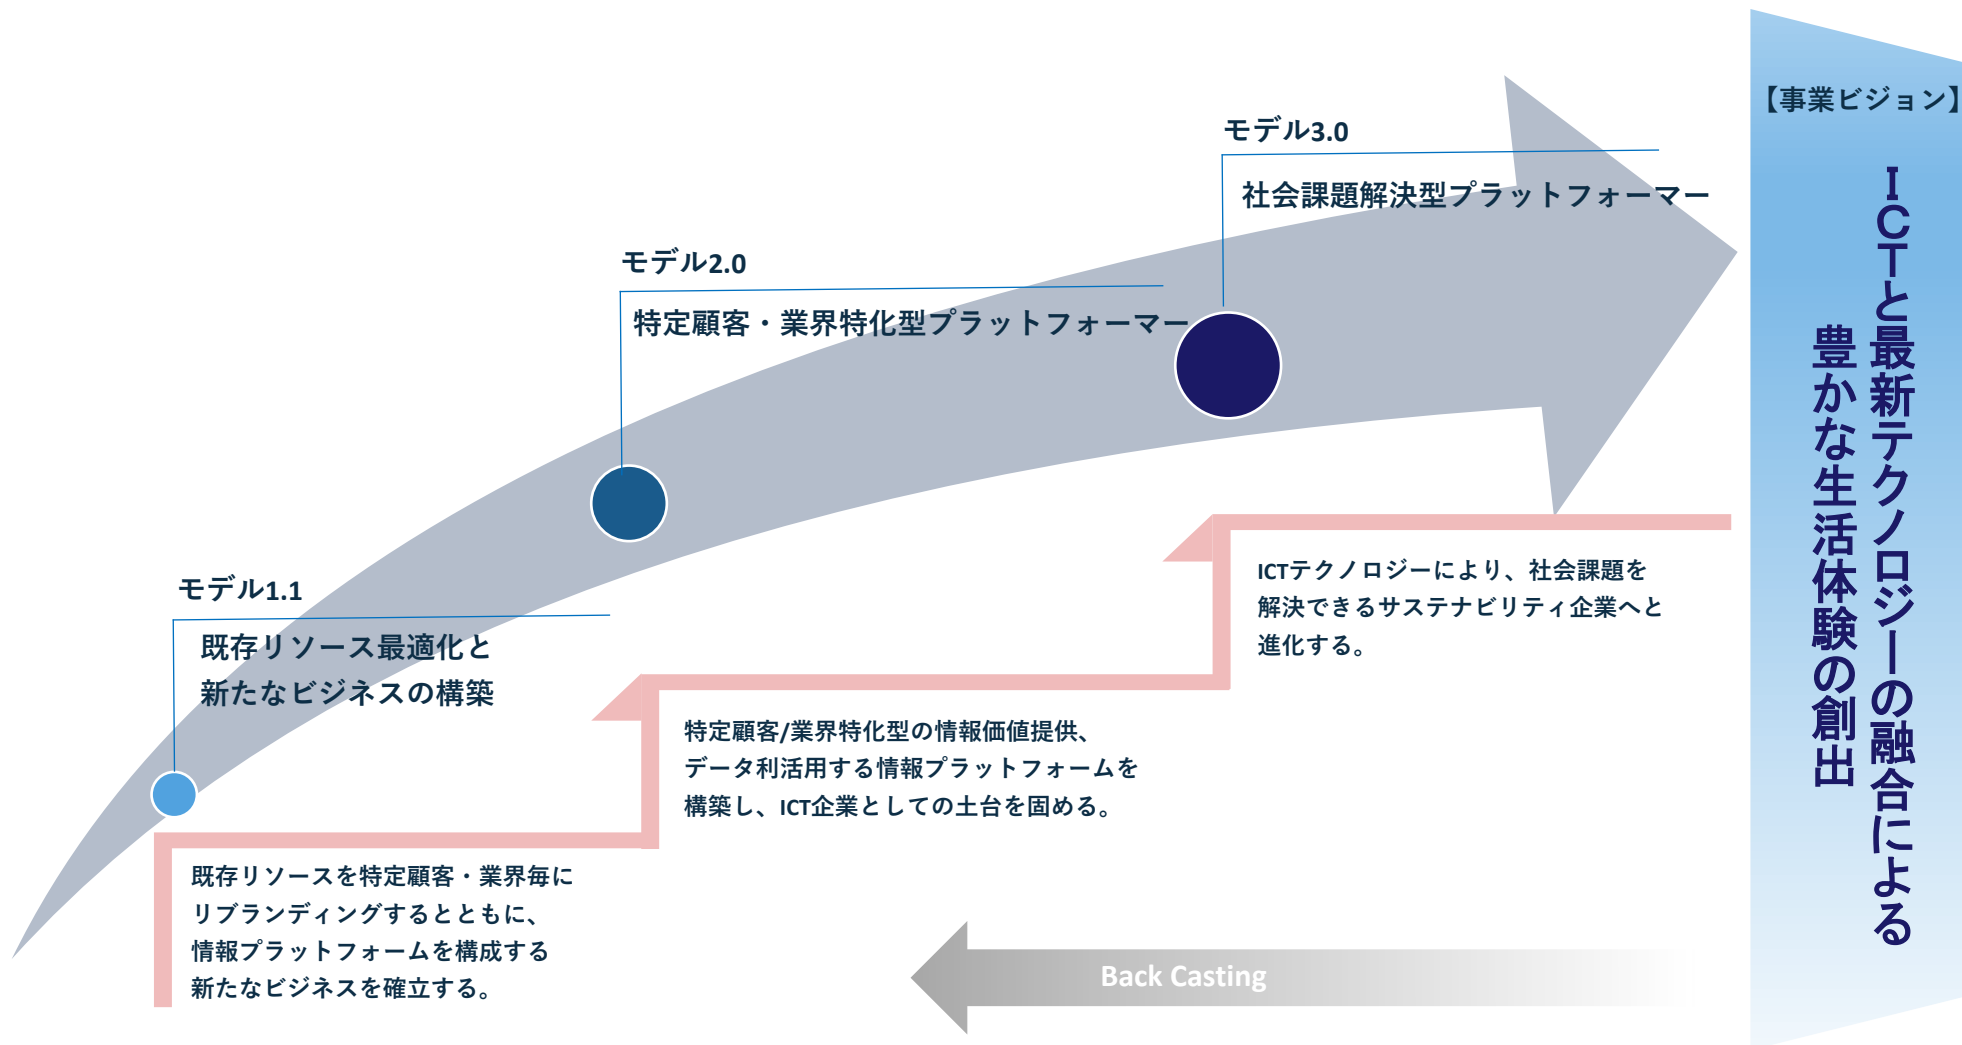 【事業ビジョン】
ICTと最新テクノロジーの融合による
豊かな生活体験の創出
モデル3.0
社会課題解決型プラットフォーマー
モデル2.0
特定顧客・業界特化型プラットフォーマー
モデル1.1
既存リソース最適化と
新たなビジネスの構築
ICTテクノロジーにより、社会課題を
解決できるサステナビリティ企業へと
進化する。
特定顧客/業界特化型の情報価値提供、
データ利活用する情報プラットフォームを
構築し、ICT企業としての土台を固める。
既存リソースを特定顧客・業界毎に
リブランディングするとともに、
情報プラットフォームを構成する
新たなビジネスを確立する。
Back Casting